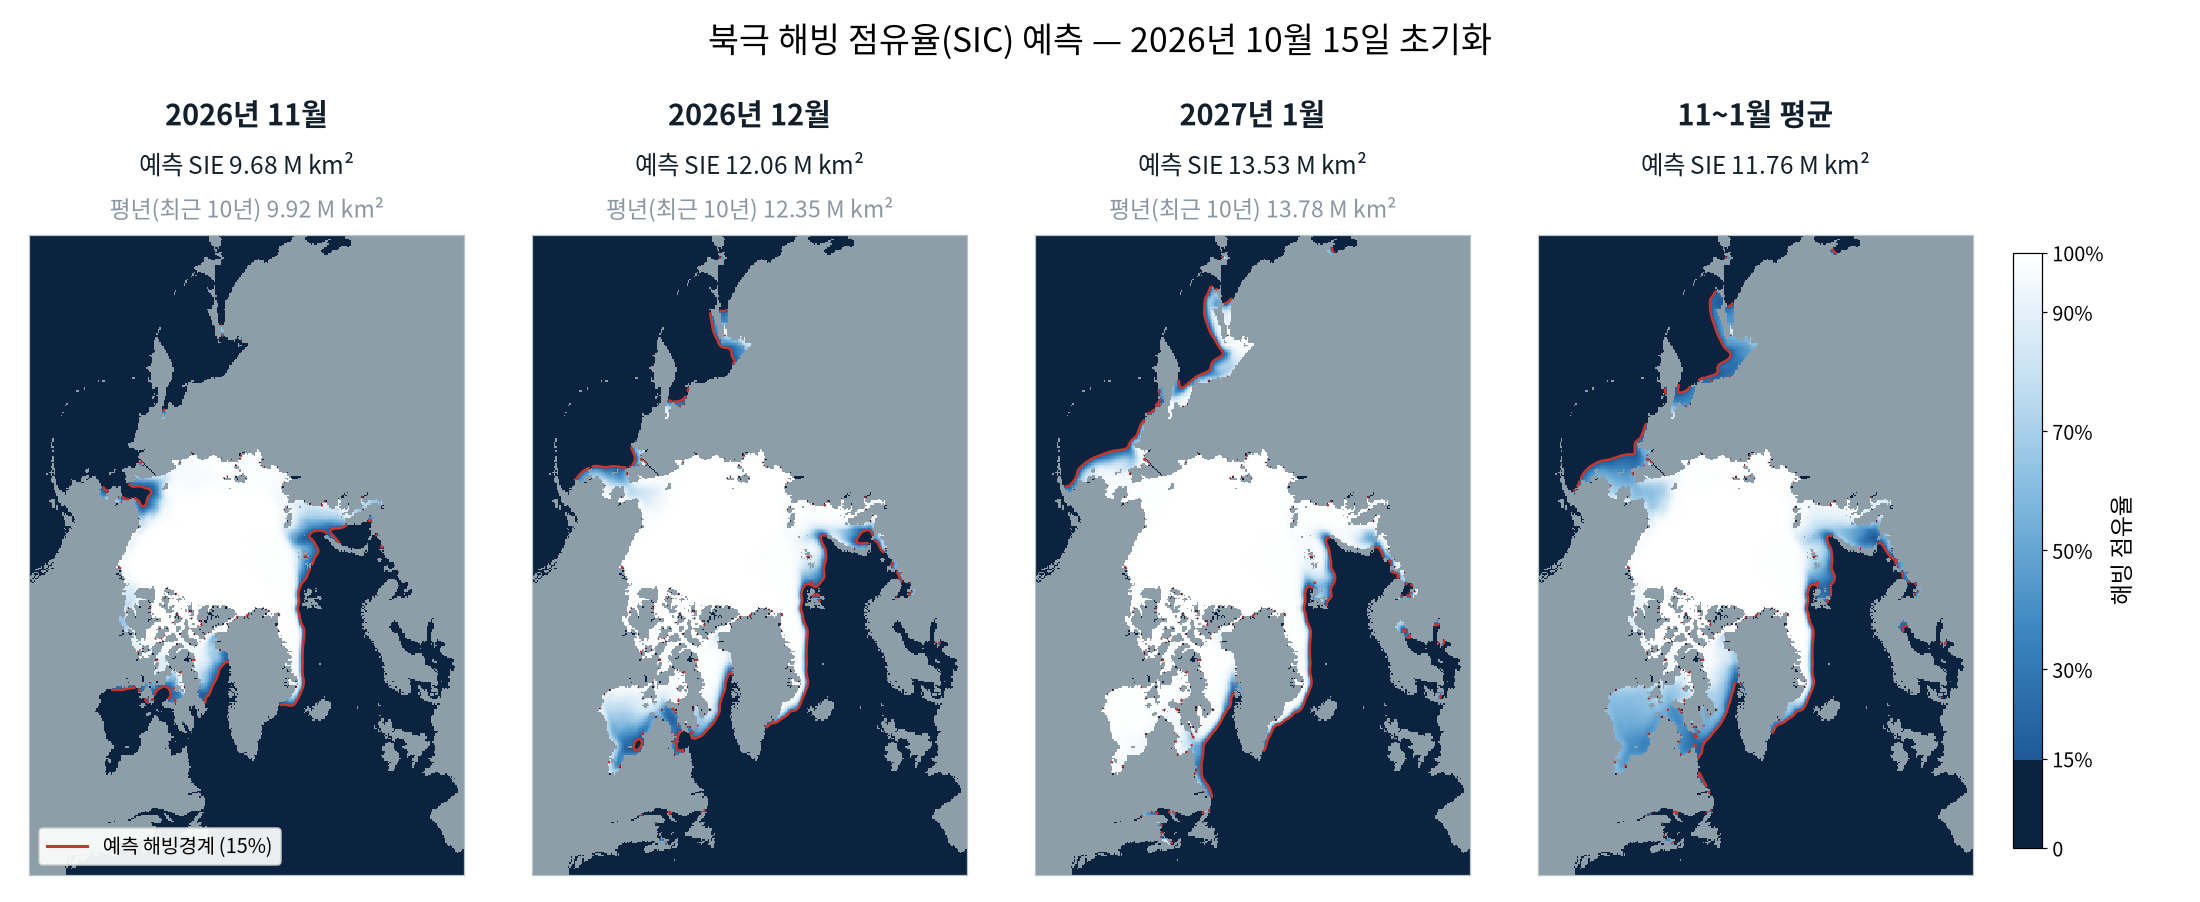 북극 해빙 점유율(SIC) 예측 — 2026년 10월 15일 초기화
2026년 11월
예측 SIE 9.68 M km²
평년(최근 10년) 9.92 M km²
2026년 12월
예측 SIE 12.06 M km²
평년(최근 10년) 12.35 M km²
2027년 1월
예측 SIE 13.53 M km²
평년(최근 10년) 13.78 M km²
11~1월 평균
예측 SIE 11.76 M km²
예측 해빙경계 (15%)
100%
90%
70%
50%
30%
15%
0
해빙 점유율